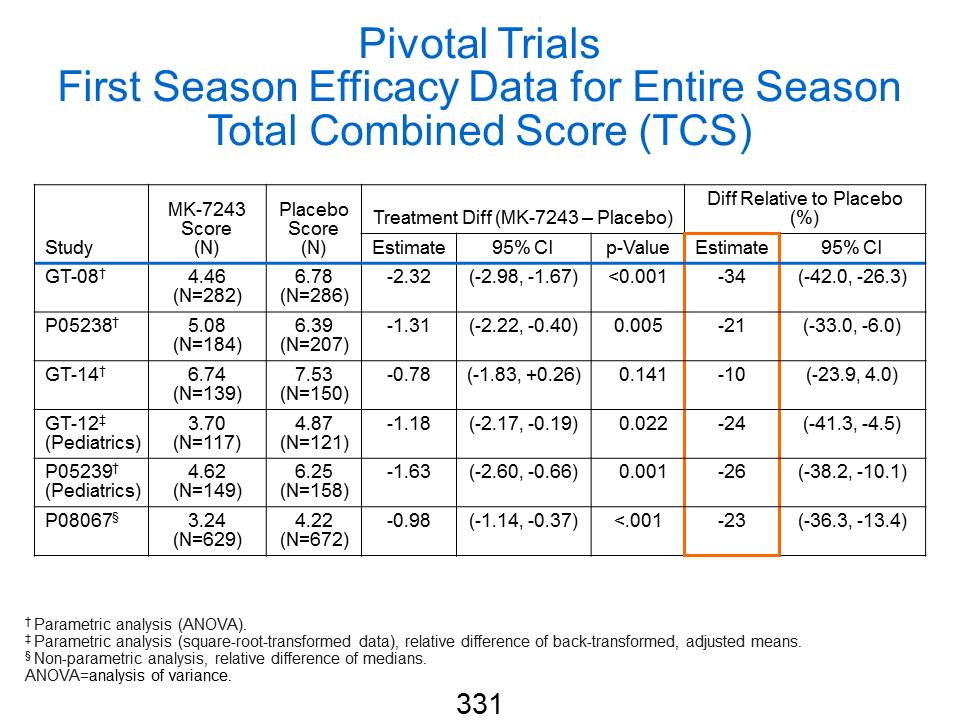 Pivotal Trials
First Season Efficacy Data for Entire Season
Total Combined Score (TCS)
Study
MK-7243
Score
(N)
Placebo
Score
(N)
Treatment Diff (MK-7243 – Placebo)
Diff Relative to Placebo
(%)
Estimate 95% CI p-Value Estimate 95% CI
GT-08† 4.46 6.78 -2.32 (-2.98, -1.67) <0.001 -34 (-42.0, -26.3)
(N=282) (N=286)
P05238† 5.08 6.39 -1.31 (-2.22, -0.40) 0.005 -21 (-33.0, -6.0)
(N=184) (N=207)
GT-14† 6.74 7.53 -0.78 (-1.83, +0.26) 0.141 -10 (-23.9, 4.0)
(N=139) (N=150)
GT-12‡ 3.70 4.87 -1.18 (-2.17, -0.19) 0.022 -24 (-41.3, -4.5)
(Pediatrics) (N=117) (N=121)
P05239† 4.62 6.25 -1.63 (-2.60, -0.66) 0.001 -26 (-38.2, -10.1)
(Pediatrics) (N=149) (N=158)
P08067§ 3.24 4.22 -0.98 (-1.14, -0.37) <.001 -23 (-36.3, -13.4)
(N=629) (N=672)
† Parametric analysis (ANOVA).
‡ Parametric analysis (square-root-transformed data), relative difference of back-transformed, adjusted means.
§ Non-parametric analysis, relative difference of medians.
ANOVA=analysis of variance.
331